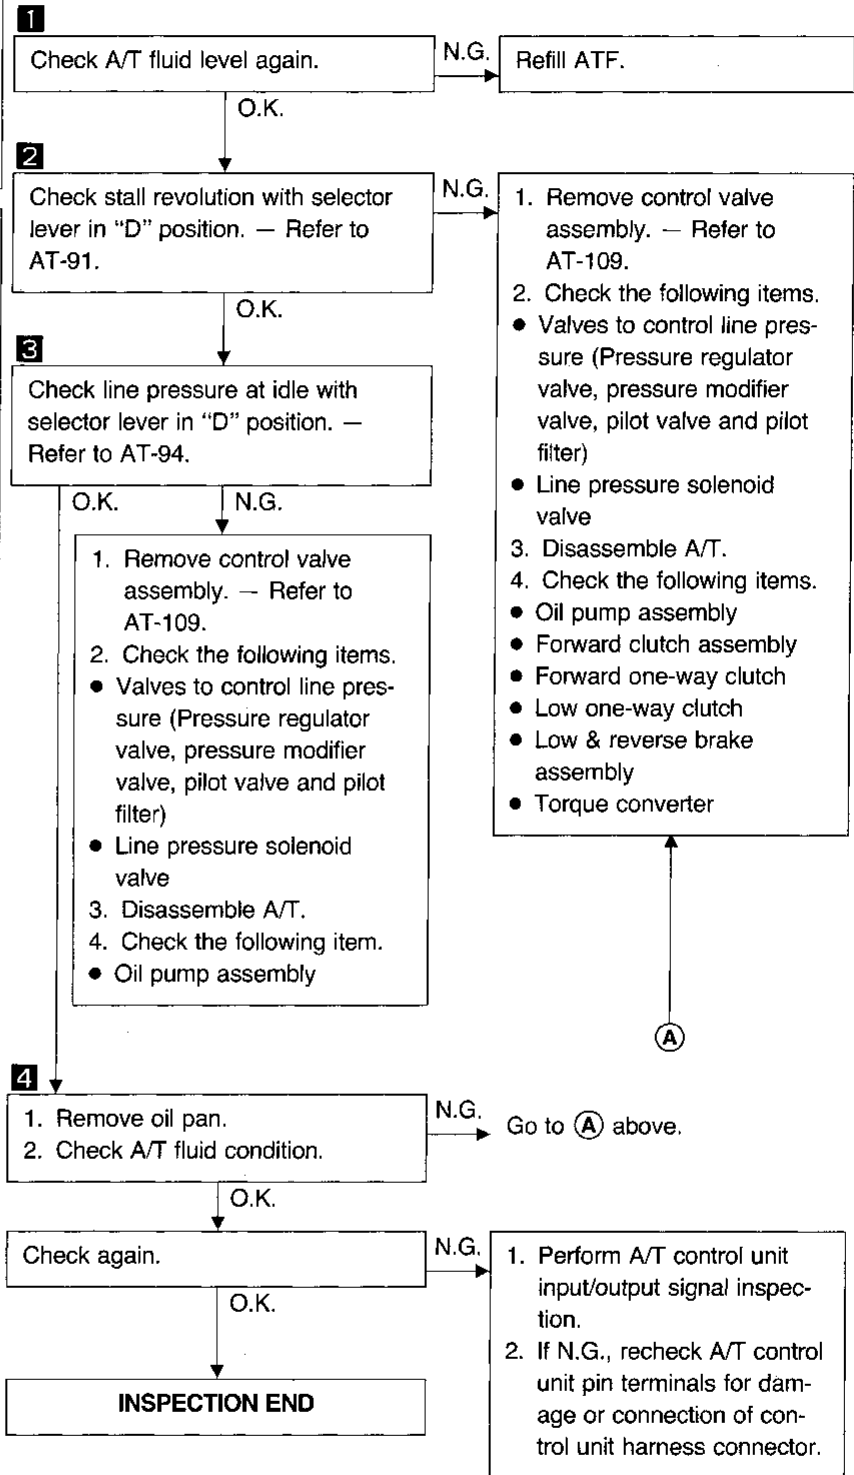 1
Check A/T fluid level again.
N.G.
Refill ATF.
O.K.
2
Check stall revolution with selector
lever in “D” position. — Refer to
AT-91.
N.G.
1. Remove control valve
assembly. — Refer to
AT-109.
2. Check the following items.
● Valves to control line pres-
sure (Pressure regulator
valve, pressure modifier
valve, pilot valve and pilot
filter)
● Line pressure solenoid
valve
3. Disassemble A/T.
4. Check the following items.
● Oil pump assembly
● Forward clutch assembly
● Forward one-way clutch
● Low one-way clutch
● Low & reverse brake
assembly
● Torque converter
A
O.K.
3
Check line pressure at idle with
selector lever in “D” position. —
Refer to AT-94.
O.K.
N.G.
1. Remove control valve
assembly. — Refer to
AT-109.
2. Check the following items.
● Valves to control line pres-
sure (Pressure regulator
valve, pressure modifier
valve, pilot valve and pilot
filter)
● Line pressure solenoid
valve
3. Disassemble A/T.
4. Check the following item.
● Oil pump assembly
4
1. Remove oil pan.
2. Check A/T fluid condition.
N.G.
Go to A above.
O.K.
Check again.
N.G.
1. Perform A/T control unit
input/output signal inspec-
tion.
2. If N.G., recheck A/T control
unit pin terminals for dam-
age or connection of con-
trol unit harness connector.
O.K.
INSPECTION END